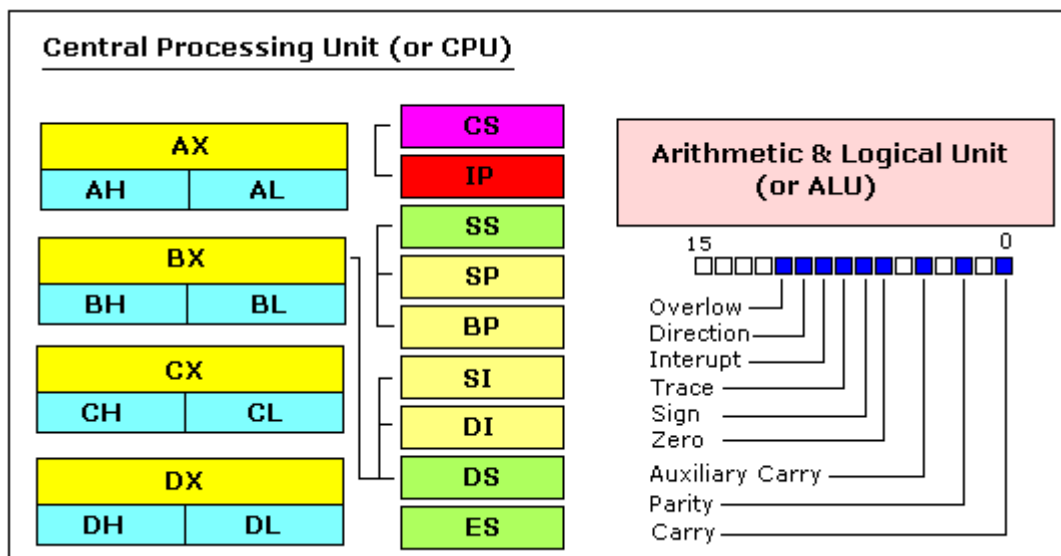 Central Processing Unit (or CPU)
AX
AH AL
BX
BH BL
CX
CH CL
DX
DH DL
CS
IP
SS
SP
BP
SI
DI
DS
ES
Arithmetic & Logical Unit
(or ALU)
15 0
Overlow
Direction
Interupt
Trace
Sign
Zero
Auxiliary Carry
Parity
Carry